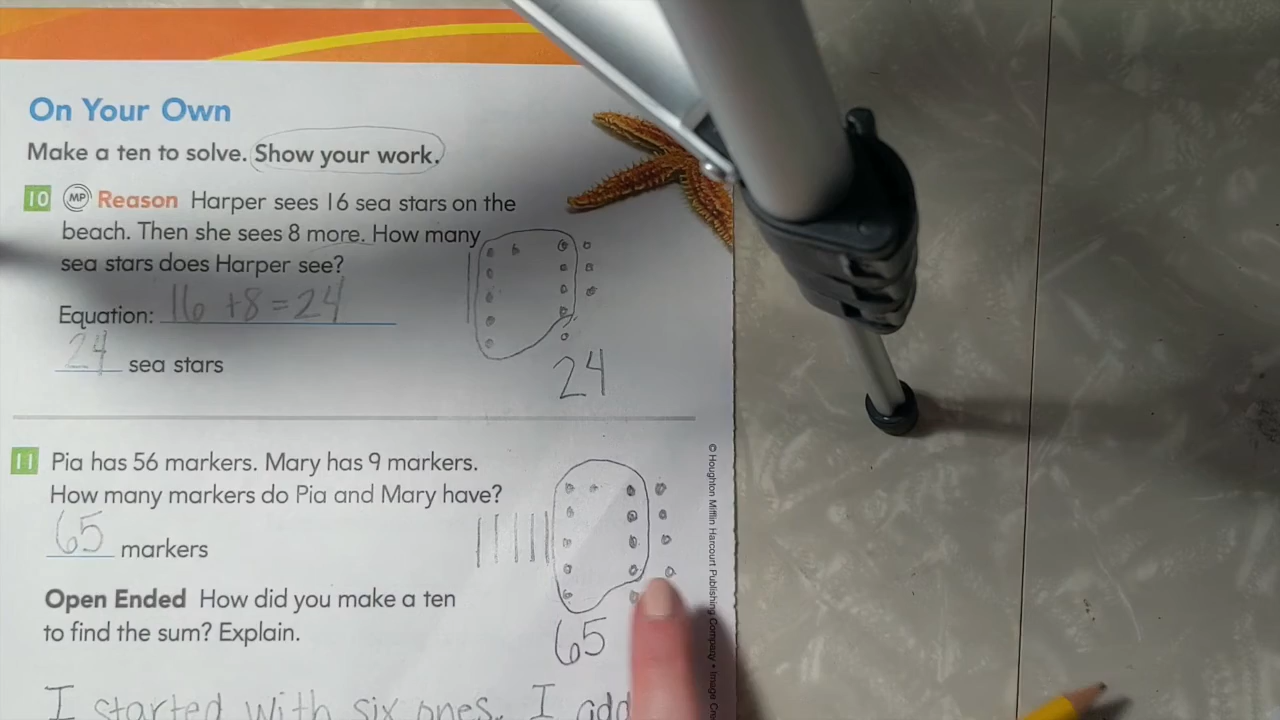 On Your Own
Make a ten to solve. Show your work.
10 MP Reason Harper sees 16 sea stars on the
beach. Then she sees 8 more. How many
sea stars does Harper see?
Equation: 16 +8 = 24
24 sea stars
24
11 Pia has 56 markers. Mary has 9 markers.
How many markers do Pia and Mary have?
65 markers
Open Ended How did you make a ten
to find the sum? Explain.
65
I started with six ones. I add
© Houghton Mifflin Harcourt Publishing Company • Image